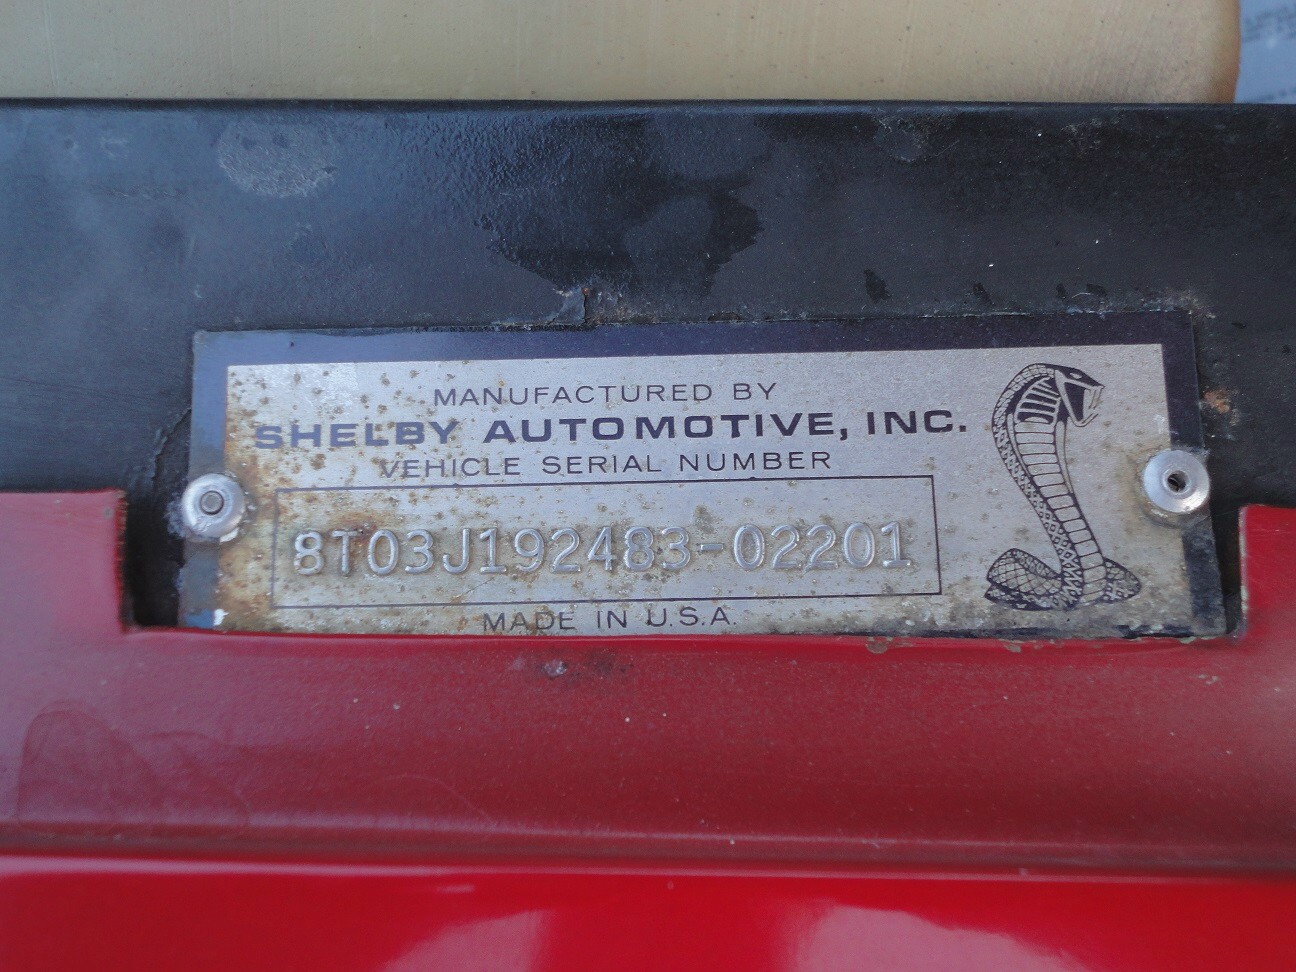 MANUFACTURED BY
SHELBY AUTOMOTIVE, INC.
VEHICLE SERIAL NUMBER
8T03J192483-02201
MADE IN U.S.A.